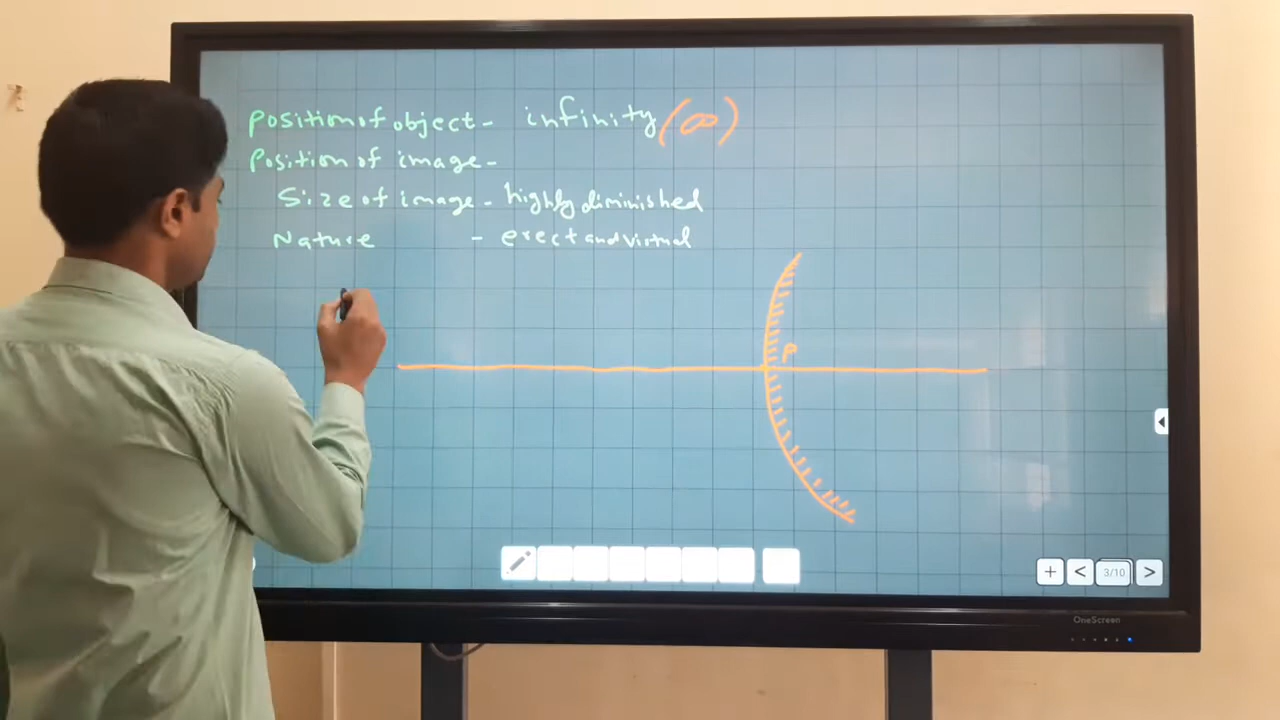 Position of object - infinity (∞)
Position of image -
Size of image - highly diminished
Nature - erect and virtual
P
+ < 3/10 >
OneScreen